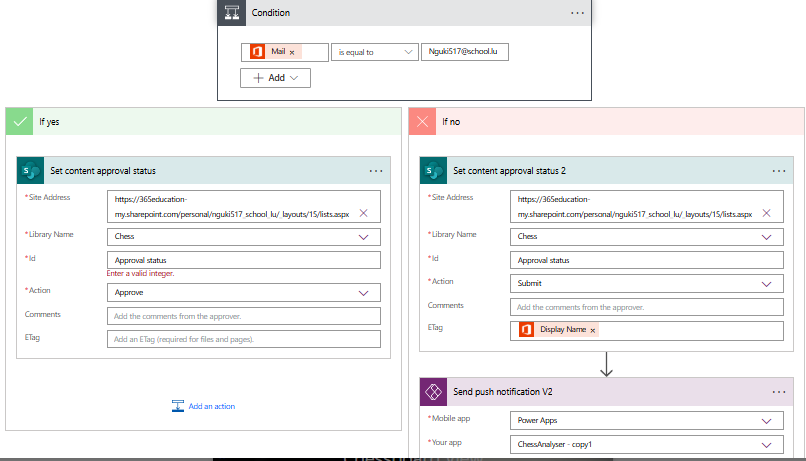 Condition
Mail
is equal to
Nguki517@school.lu
Add
If yes
Set content approval status
*Site Address
https://365education-
my.sharepoint.com/personal/nguki517_school_lu/_layouts/15/lists.aspx
*Library Name
Chess
*Id
Approval status
Enter a valid integer.
*Action
Approve
Comments
Add the comments from the approver.
ETag
Add an ETag (required for files and pages).
Add an action
If no
Set content approval status 2
*Site Address
https://365education-
my.sharepoint.com/personal/nguki517_school_lu/_layouts/15/lists.aspx
*Library Name
Chess
*Id
Approval status
*Action
Submit
Comments
Add the comments from the approver.
ETag
Display Name
Send push notification V2
*Mobile app
Power Apps
*Your app
ChessAnalyser - copy1